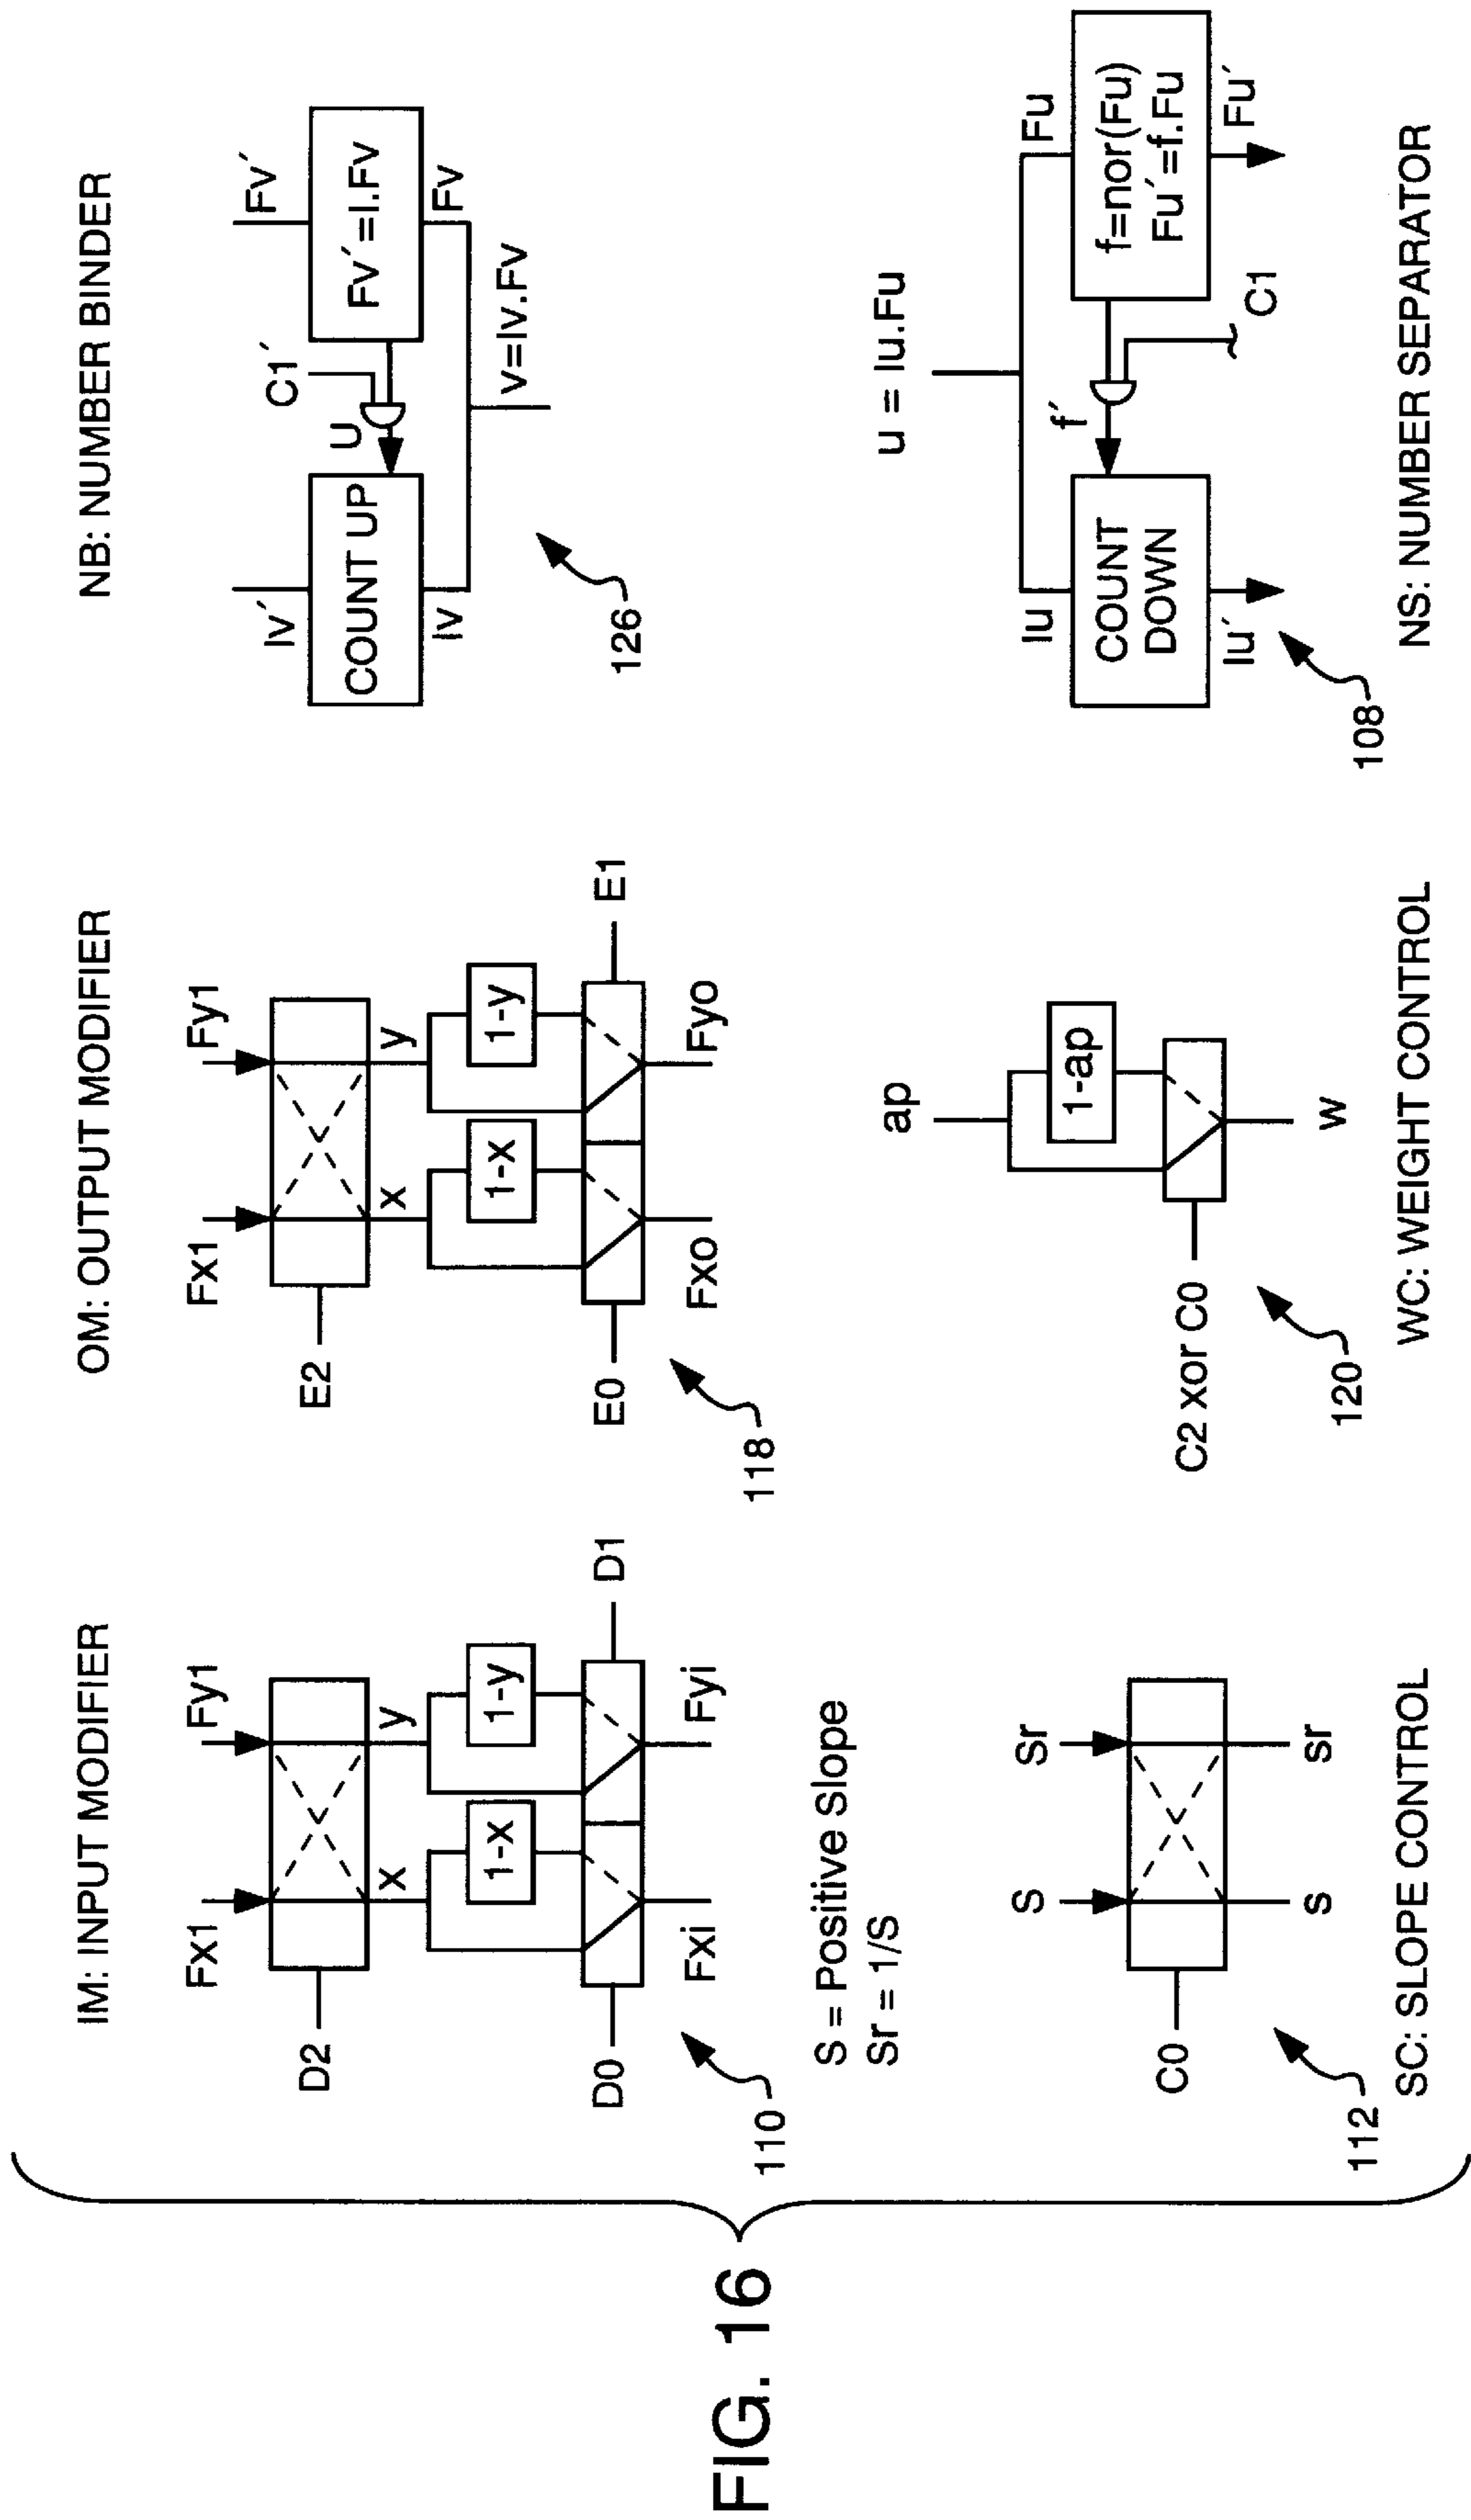 FIG. 16
IM: INPUT MODIFIER
Fx1
Fy1
D2
x
y
1-x
1-y
D0
D1
Fxi
Fyi
110
S = Positive Slope
Sr = 1/S
S
Sr
C0
s
sr
112
SC: SLOPE CONTROL
OM: OUTPUT MODIFIER
Fx1
Fy1
E2
x
y
1-x
1-y
E0
E1
Fxo
Fyo
118
ap
1-ap
C2 xor C0
w
120
WC: WEIGHT CONTROL
NB: NUMBER BINDER
Iv´
Fv´
C1´
COUNT UP
U
Fv´=I.Fv
Iv
Fv
v=Iv.Fv
126
u = Iu.Fu
Iu
Fu
COUNT
DOWN
f´
f=nor(Fu)
Fu´=f.Fu
C1
Iu´
Fu´
108
NS: NUMBER SEPARATOR